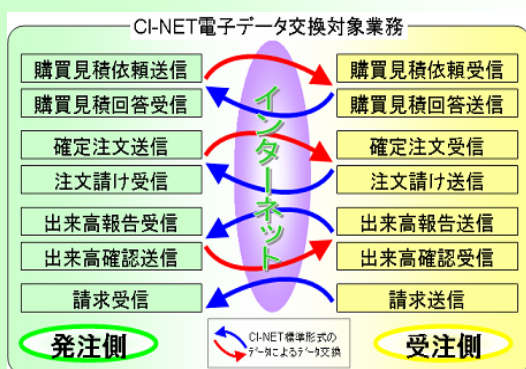 CI-NET電子データ交換対象業務
購買見積依頼送信
購買見積依頼受信
購買見積回答受信
購買見積回答送信
確定注文送信
確定注文受信
注文請け受信
注文請け送信
出来高報告受信
出来高報告送信
出来高確認送信
出来高確認受信
請求受信
請求送信
インターネット
発注側
CI-NET標準形式の
データによるデータ交換
受注側